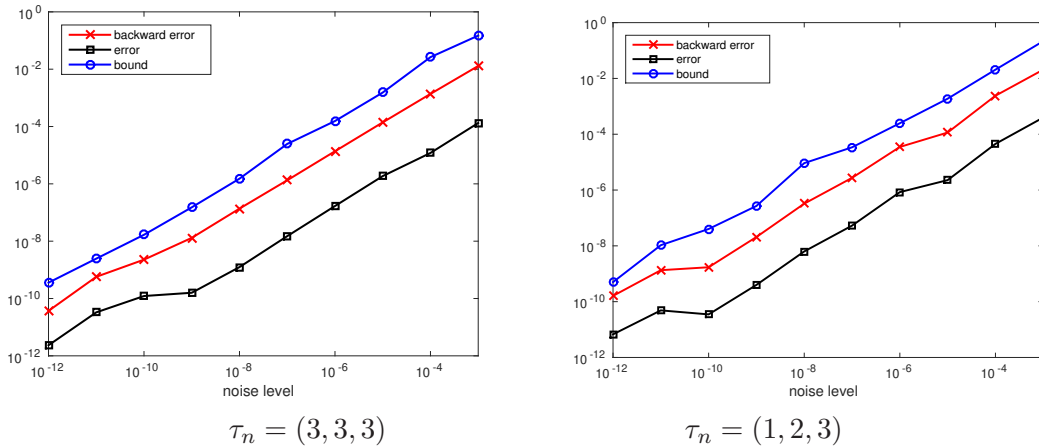 10^0
10^-2
10^-4
10^-6
10^-8
10^-10
10^-12
backward error
error
bound
10^-12 10^-10 10^-8 10^-6 10^-4
noise level
τ_n = (3, 3, 3)
10^0
10^-2
10^-4
10^-6
10^-8
10^-10
10^-12
backward error
error
bound
10^-12 10^-10 10^-8 10^-6 10^-4
noise level
τ_n = (1, 2, 3)